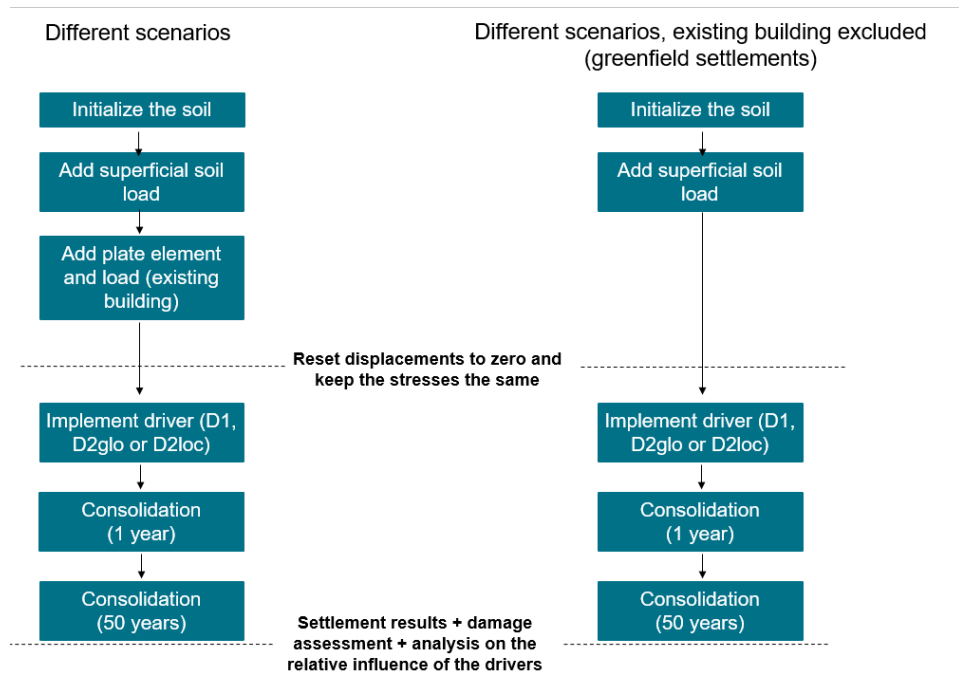 Different scenarios
Initialize the soil
Add superficial soil
load
Add plate element
and load (existing
building)
Reset displacements to zero and
keep the stresses the same
Implement driver (D1,
D2glo or D2loc)
Consolidation
(1 year)
Consolidation
(50 years)
Settlement results + damage
assessment + analysis on the
relative influence of the drivers
Different scenarios, existing building excluded
(greenfield settlements)
Initialize the soil
Add superficial soil
load
Implement driver (D1,
D2glo or D2loc)
Consolidation
(1 year)
Consolidation
(50 years)